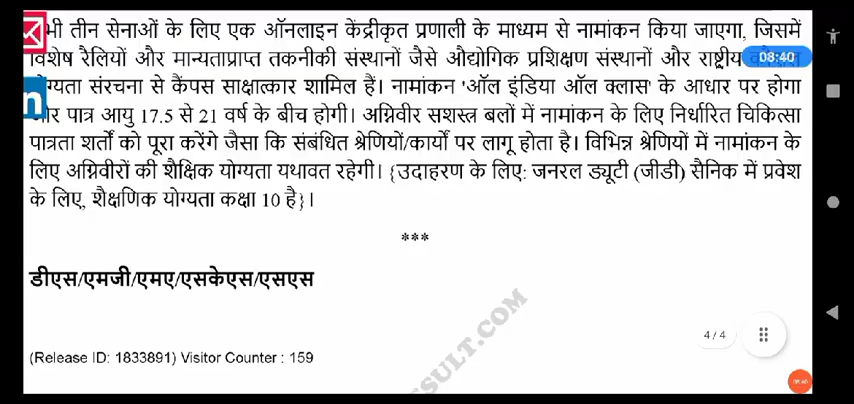 भी तीन सेनाओं के लिए एक ऑनलाइन केंद्रीकृत प्रणाली के माध्यम से नामांकन किया जाएगा, जिसमें
विशेष रैलियों और मान्यताप्राप्त तकनीकी संस्थानों जैसे औद्योगिक प्रशिक्षण संस्थानों और राष्ट्रीय
08:40
योग्यता संरचना से कैंपस साक्षात्कार शामिल हैं। नामांकन 'ऑल इंडिया ऑल क्लास' के आधार पर होगा
और पात्र आयु 17.5 से 21 वर्ष के बीच होगी। अग्निवीर सशस्त्र बलों में नामांकन के लिए निर्धारित चिकित्सा
पात्रता शर्तों को पूरा करेंगे जैसा कि संबंधित श्रेणियों/कार्यों पर लागू होता है। विभिन्न श्रेणियों में नामांकन के
लिए अग्निवीरों की शैक्षिक योग्यता यथावत रहेगी। {उदाहरण के लिए: जनरल ड्यूटी (जीडी) सैनिक में प्रवेश
के लिए, शैक्षणिक योग्यता कक्षा 10 है}।
***
डीएस/एमजी/एमए/एसकेएस/एसएस
4 / 4
(Release ID: 1833891) Visitor Counter : 159
SULT.COM